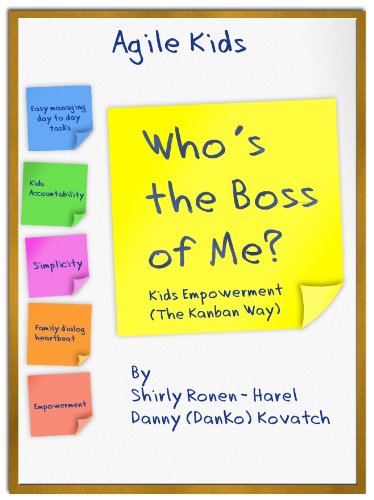 Agile Kids
Easy managing
day to day
tasks
Kids
Accountability
Simplicity
Family dialog
heartbeat
Empowerment
Who's
the Boss
of Me?
Kids Empowerment
(The Kanban Way)
By
Shirly Ronen - Harel
Danny (Danko) Kovatch